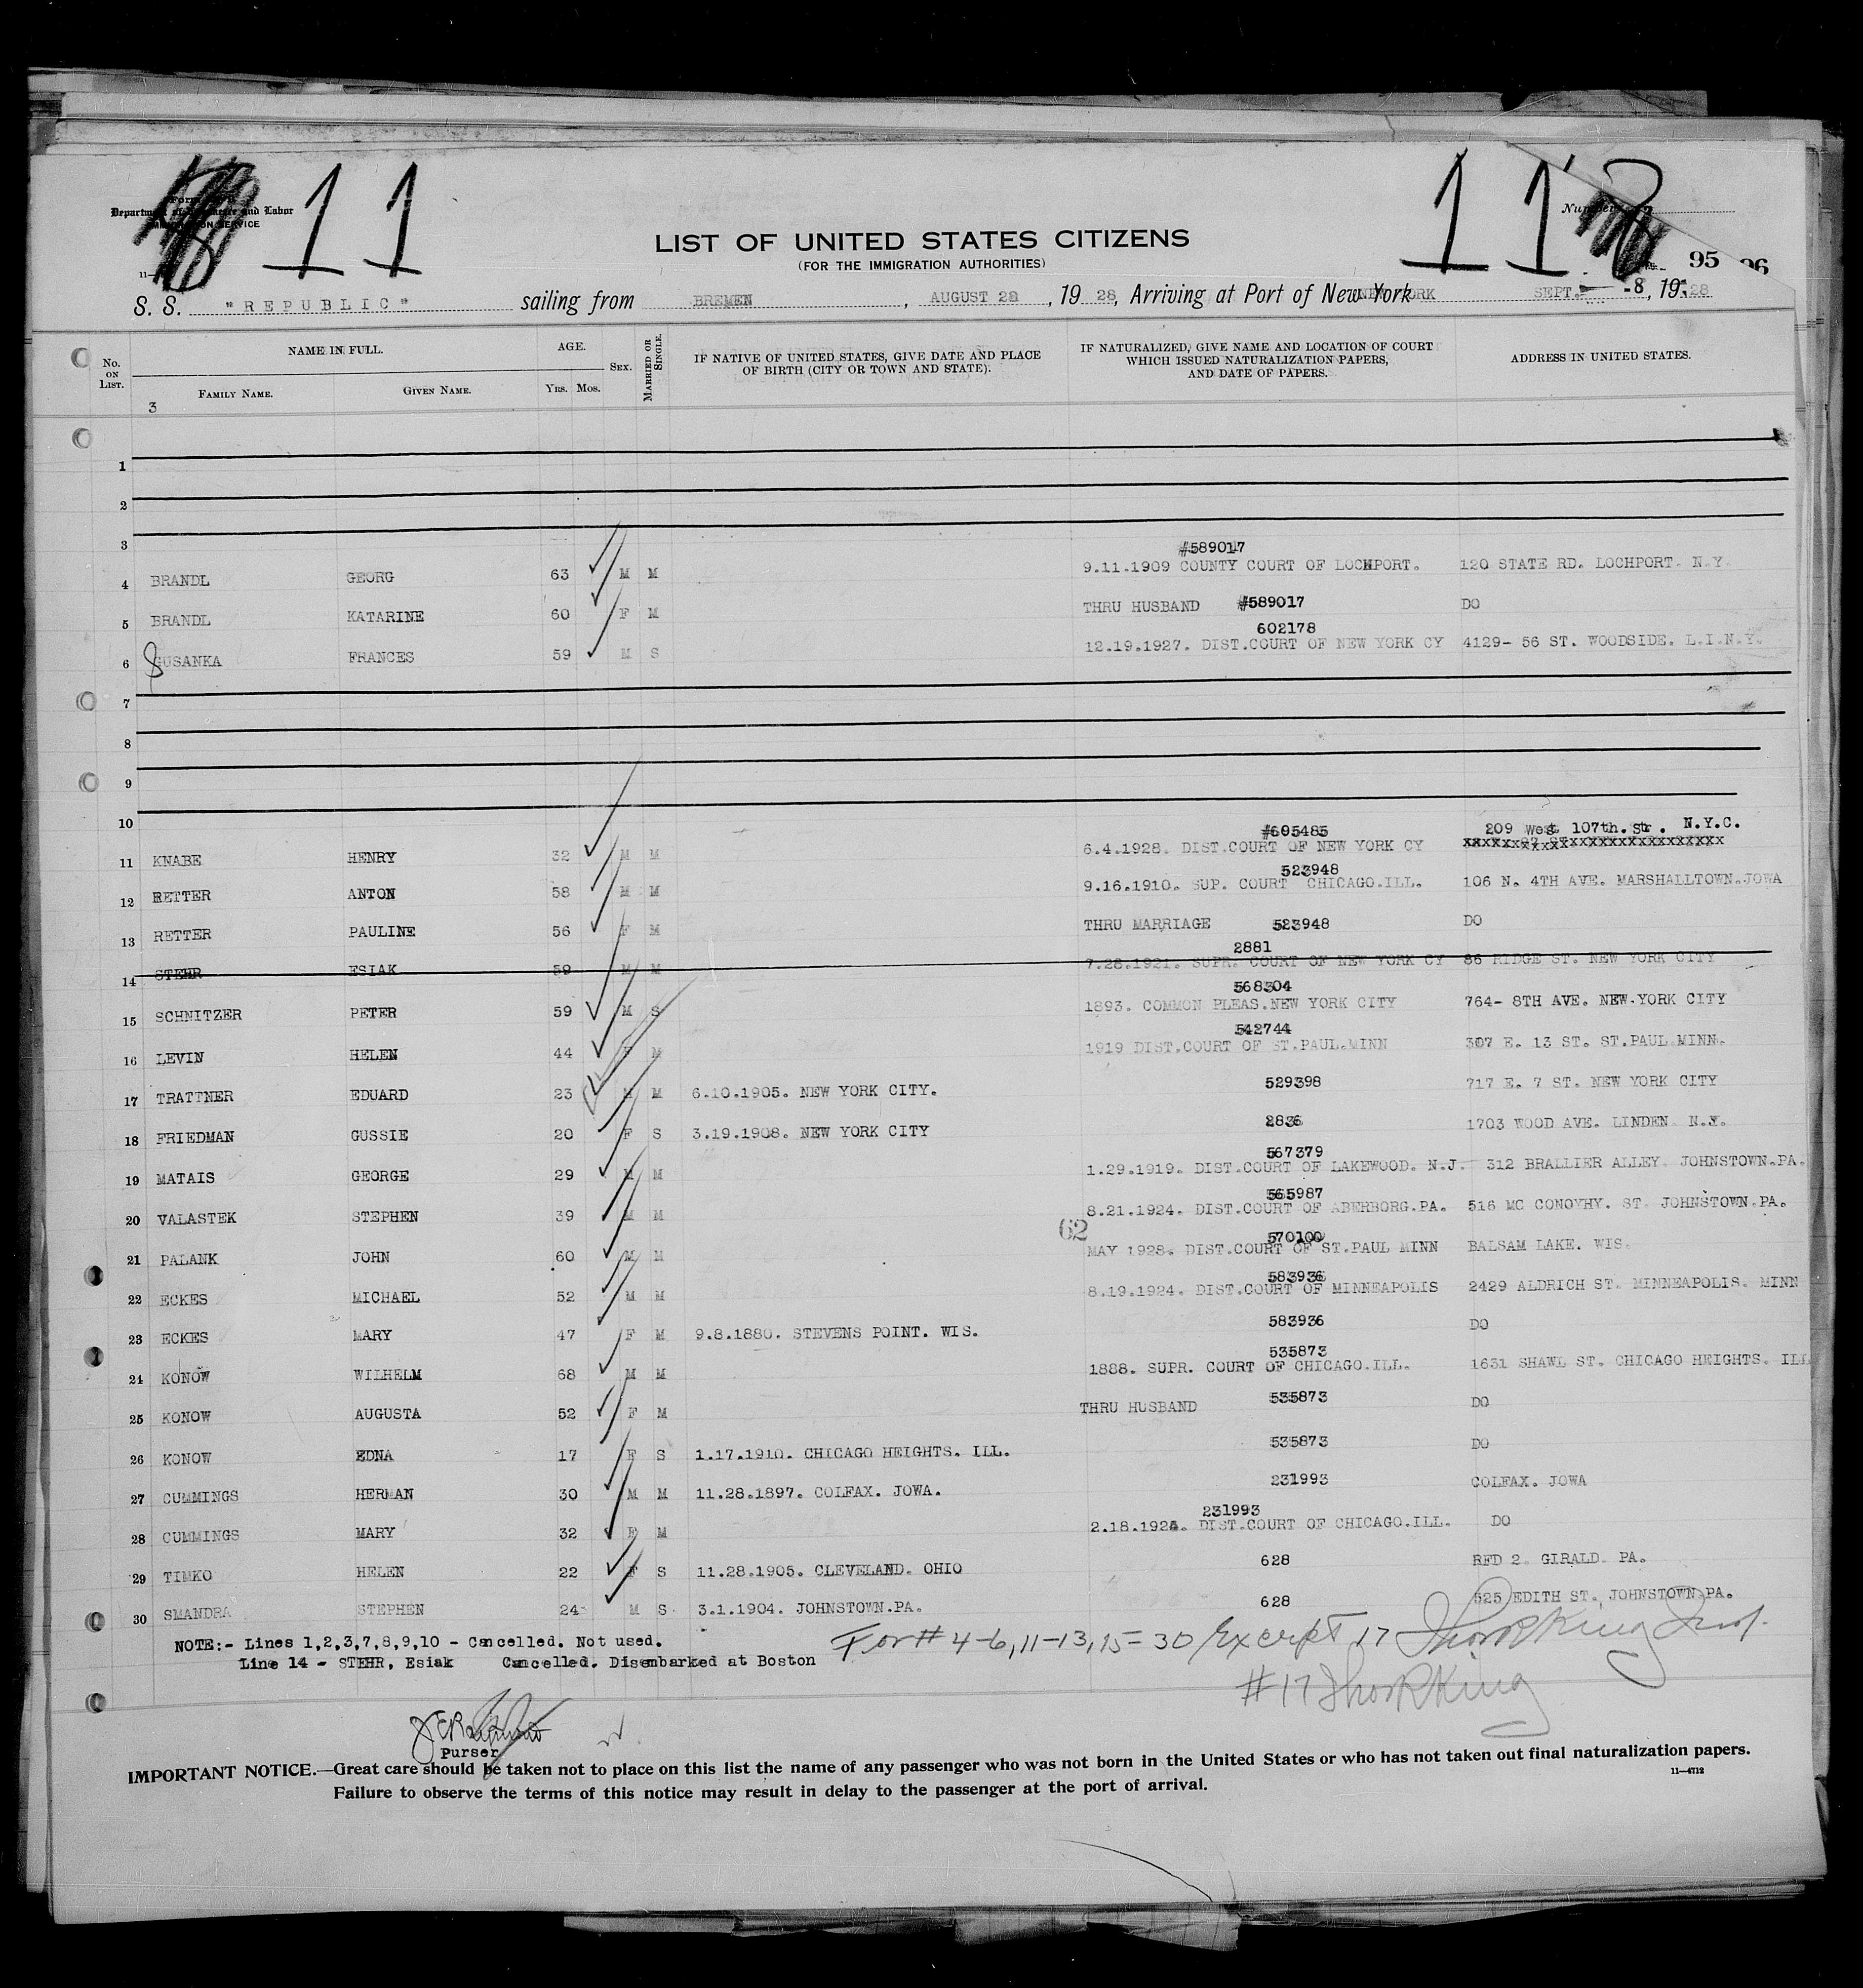 11
11
Department of Commerce and Labor
IMMIGRATION SERVICE
LIST OF UNITED STATES CITIZENS
(FOR THE IMMIGRATION AUTHORITIES)
95 96
S. S. "REPUBLIC" sailing from BREMEN, AUGUST 28, 1928, Arriving at Port of New York NEW YORK SEPT. -8, 1928
No. ON LIST. NAME IN FULL. AGE. SEX. MARRIED OR SINGLE. IF NATIVE OF UNITED STATES, GIVE DATE AND PLACE OF BIRTH (CITY OR TOWN AND STATE). IF NATURALIZED, GIVE NAME AND LOCATION OF COURT WHICH ISSUED NATURALIZATION PAPERS, AND DATE OF PAPERS. ADDRESS IN UNITED STATES.
FAMILY NAME. GIVEN NAME. YRS. MOS.
3
1
2
3
#589017
4 BRANDL GEORG 63 M M 9.11.1909 COUNTY COURT OF LOCHPORT. 120 STATE RD. LOCHPORT. N.Y.
5 BRANDL KATARINE 60 F M THRU HUSBAND #589017 DO
602178
6 SUSANKA FRANCES 59 M S 12.19.1927. DIST.COURT OF NEW YORK CY 4129- 56 ST. WOODSIDE. L.I.N.Y.
7
8
9
10
#695485 209 West 107th. Str. N.Y.C.
11 KNABE HENRY 32 M M 6.4.1928. DIST.COURT OF NEW YORK CY
523948
12 RETTER ANTON 58 M M 9.16.1910. SUP. COURT CHICAGO.ILL. 106 N. 4TH AVE. MARSHALLTOWN.JOWA
13 RETTER PAULINE 56 F M THRU MARRIAGE 523948 DO
2881
14 STEHR ESIAK 59 M M 7.28.1921. SUPR. COURT OF NEW YORK CY 86 RIDGE ST. NEW YORK CITY
568304
15 SCHNITZER PETER 59 M S 1893. COMMON PLEAS.NEW YORK CITY 764- 8TH AVE. NEW.YORK CITY
542744
16 LEVIN HELEN 44 F M 1919 DIST.COURT OF ST.PAUL.MINN 307 E. 13 ST. ST.PAUL.MINN.
17 TRATTNER EDUARD 23 M M 6.10.1905. NEW YORK CITY. 529398 717 E. 7 ST. NEW YORK CITY
18 FRIEDMAN GUSSIE 20 F S 3.19.1908. NEW YORK CITY 2836 1703 WOOD AVE. LINDEN N.Y.
567379
19 MATAIS GEORGE 29 M M 1.29.1919. DIST.COURT OF LAKEWOOD. N.J. 312 BRALLIER ALLEY. JOHNSTOWN.PA.
565987
20 VALASTEK STEPHEN 39 M M 8.21.1924. DIST.COURT OF ABERBORG.PA. 516 MC CONOYHY. ST. JOHNSTOWN.PA.
62
570100
21 PALANK JOHN 60 M M MAY 1928. DIST.COURT OF ST.PAUL MINN BALSAM LAKE. WIS.
583936
22 ECKES MICHAEL 52 M M 8.19.1924. DIST.COURT OF MINNEAPOLIS 2429 ALDRICH ST. MINNEAPOLIS. MINN
23 ECKES MARY 47 F M 9.8.1880. STEVENS POINT. WIS. 583936 DO
535873
24 KONOW WILHELM 68 M M 1888. SUPR. COURT OF CHICAGO.ILL. 1631 SHAWL ST. CHICAGO HEIGHTS. ILL
25 KONOW AUGUSTA 52 F M THRU HUSBAND 535873 DO
26 KONOW EDNA 17 F S 1.17.1910. CHICAGO HEIGHTS. ILL. 535873 DO
27 CUMMINGS HERMAN 30 M M 11.28.1897. COLFAX. JOWA. 231993 COLFAX. JOWA
231993
28 CUMMINGS MARY 32 F M 2.18.1924. DIST.COURT OF CHICAGO.ILL. DO
29 TIMKO HELEN 22 F S 11.28.1905. CLEVELAND. OHIO 628 RFD 2. GIRALD. PA.
30 SMANDRA STEPHEN 24 M S 3.1.1904. JOHNSTOWN.PA. 628 525 EDITH ST. JOHNSTOWN.PA.
NOTE:- Lines 1,2,3,7,8,9,10 - Cancelled. Not used.
Line 14 - STEHR, Esiak Cancelled. Disembarked at Boston
For # 4-6, 11-13, 15-30 Except 17 Thos R King Insp.
#17 Thos R King
Purser
IMPORTANT NOTICE.—Great care should be taken not to place on this list the name of any passenger who was not born in the United States or who has not taken out final naturalization papers.
11—4712
Failure to observe the terms of this notice may result in delay to the passenger at the port of arrival.